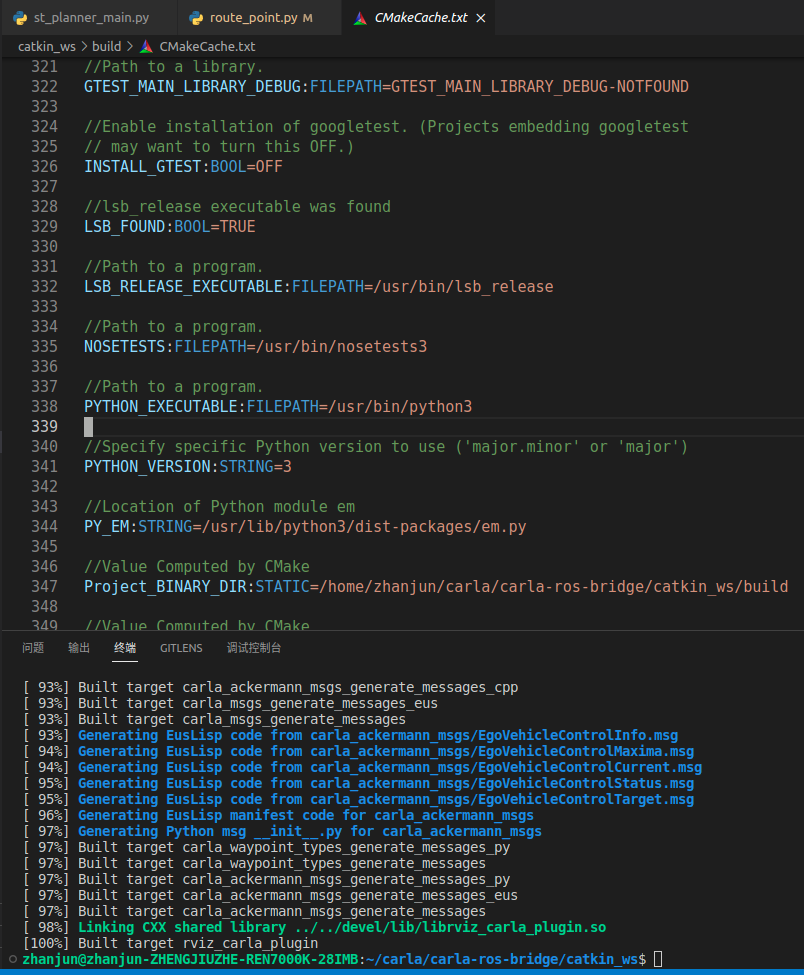 st_planner_main.py route_point.py M CMakeCache.txt
catkin_ws > build > CMakeCache.txt
321 //Path to a library.
322 GTEST_MAIN_LIBRARY_DEBUG:FILEPATH=GTEST_MAIN_LIBRARY_DEBUG-NOTFOUND
323
324 //Enable installation of googletest. (Projects embedding googletest
325 // may want to turn this OFF.)
326 INSTALL_GTEST:BOOL=OFF
327
328 //lsb_release executable was found
329 LSB_FOUND:BOOL=TRUE
330
331 //Path to a program.
332 LSB_RELEASE_EXECUTABLE:FILEPATH=/usr/bin/lsb_release
333
334 //Path to a program.
335 NOSETESTS:FILEPATH=/usr/bin/nosetests3
336
337 //Path to a program.
338 PYTHON_EXECUTABLE:FILEPATH=/usr/bin/python3
339
340 //Specify specific Python version to use ('major.minor' or 'major')
341 PYTHON_VERSION:STRING=3
342
343 //Location of Python module em
344 PY_EM:STRING=/usr/lib/python3/dist-packages/em.py
345
346 //Value Computed by CMake
347 Project_BINARY_DIR:STATIC=/home/zhanjun/carla/carla-ros-bridge/catkin_ws/build
348
349 //Value Computed by CMake
问题 输出 终端 GITLENS 调试控制台
[ 93%] Built target carla_ackermann_msgs_generate_messages_cpp
[ 93%] Built target carla_msgs_generate_messages_eus
[ 93%] Built target carla_msgs_generate_messages
[ 93%] Generating EusLisp code from carla_ackermann_msgs/EgoVehicleControlInfo.msg
[ 94%] Generating EusLisp code from carla_ackermann_msgs/EgoVehicleControlMaxima.msg
[ 94%] Generating EusLisp code from carla_ackermann_msgs/EgoVehicleControlCurrent.msg
[ 95%] Generating EusLisp code from carla_ackermann_msgs/EgoVehicleControlStatus.msg
[ 95%] Generating EusLisp code from carla_ackermann_msgs/EgoVehicleControlTarget.msg
[ 96%] Generating EusLisp manifest code for carla_ackermann_msgs
[ 97%] Generating Python msg __init__.py for carla_ackermann_msgs
[ 97%] Built target carla_waypoint_types_generate_messages_py
[ 97%] Built target carla_waypoint_types_generate_messages
[ 97%] Built target carla_ackermann_msgs_generate_messages_py
[ 97%] Built target carla_ackermann_msgs_generate_messages_eus
[ 97%] Built target carla_ackermann_msgs_generate_messages
[ 98%] Linking CXX shared library ../../devel/lib/librviz_carla_plugin.so
[100%] Built target rviz_carla_plugin
zhanjun@zhanjun-ZHENGJIUZHE-REN7000K-28IMB:~/carla/carla-ros-bridge/catkin_ws$